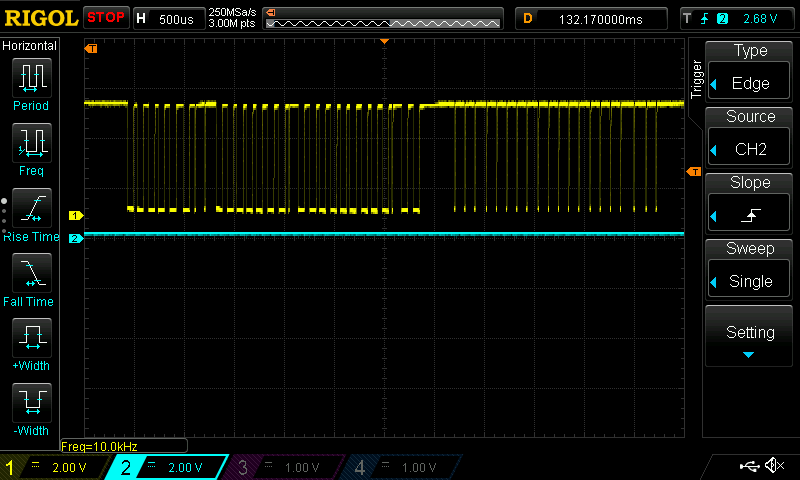 RIGOL STOP H 500us 250MSa/s 3.00M pts D 132.170000ms T 2 2.68 V
Horizontal
Period
Freq
Rise Time
Fall Time
+Width
-Width
T
1
2
T
Trigger
Type
Edge
Source
CH2
Slope
Sweep
Single
Setting
Freq=10.0kHz
1 2.00 V 2 2.00 V 3 1.00 V 4 1.00 V